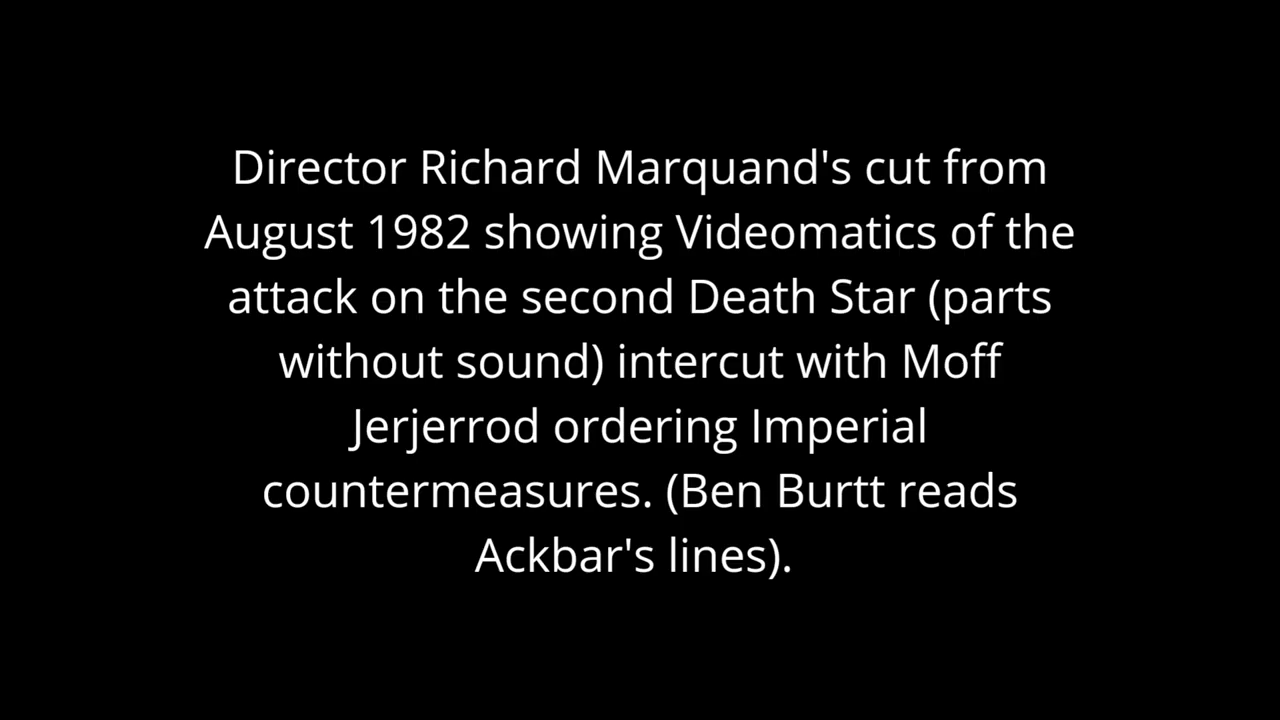 Director Richard Marquand's cut from
August 1982 showing Videomatics of the
attack on the second Death Star (parts
without sound) intercut with Moff
Jerjerrod ordering Imperial
countermeasures. (Ben Burtt reads
Ackbar's lines).